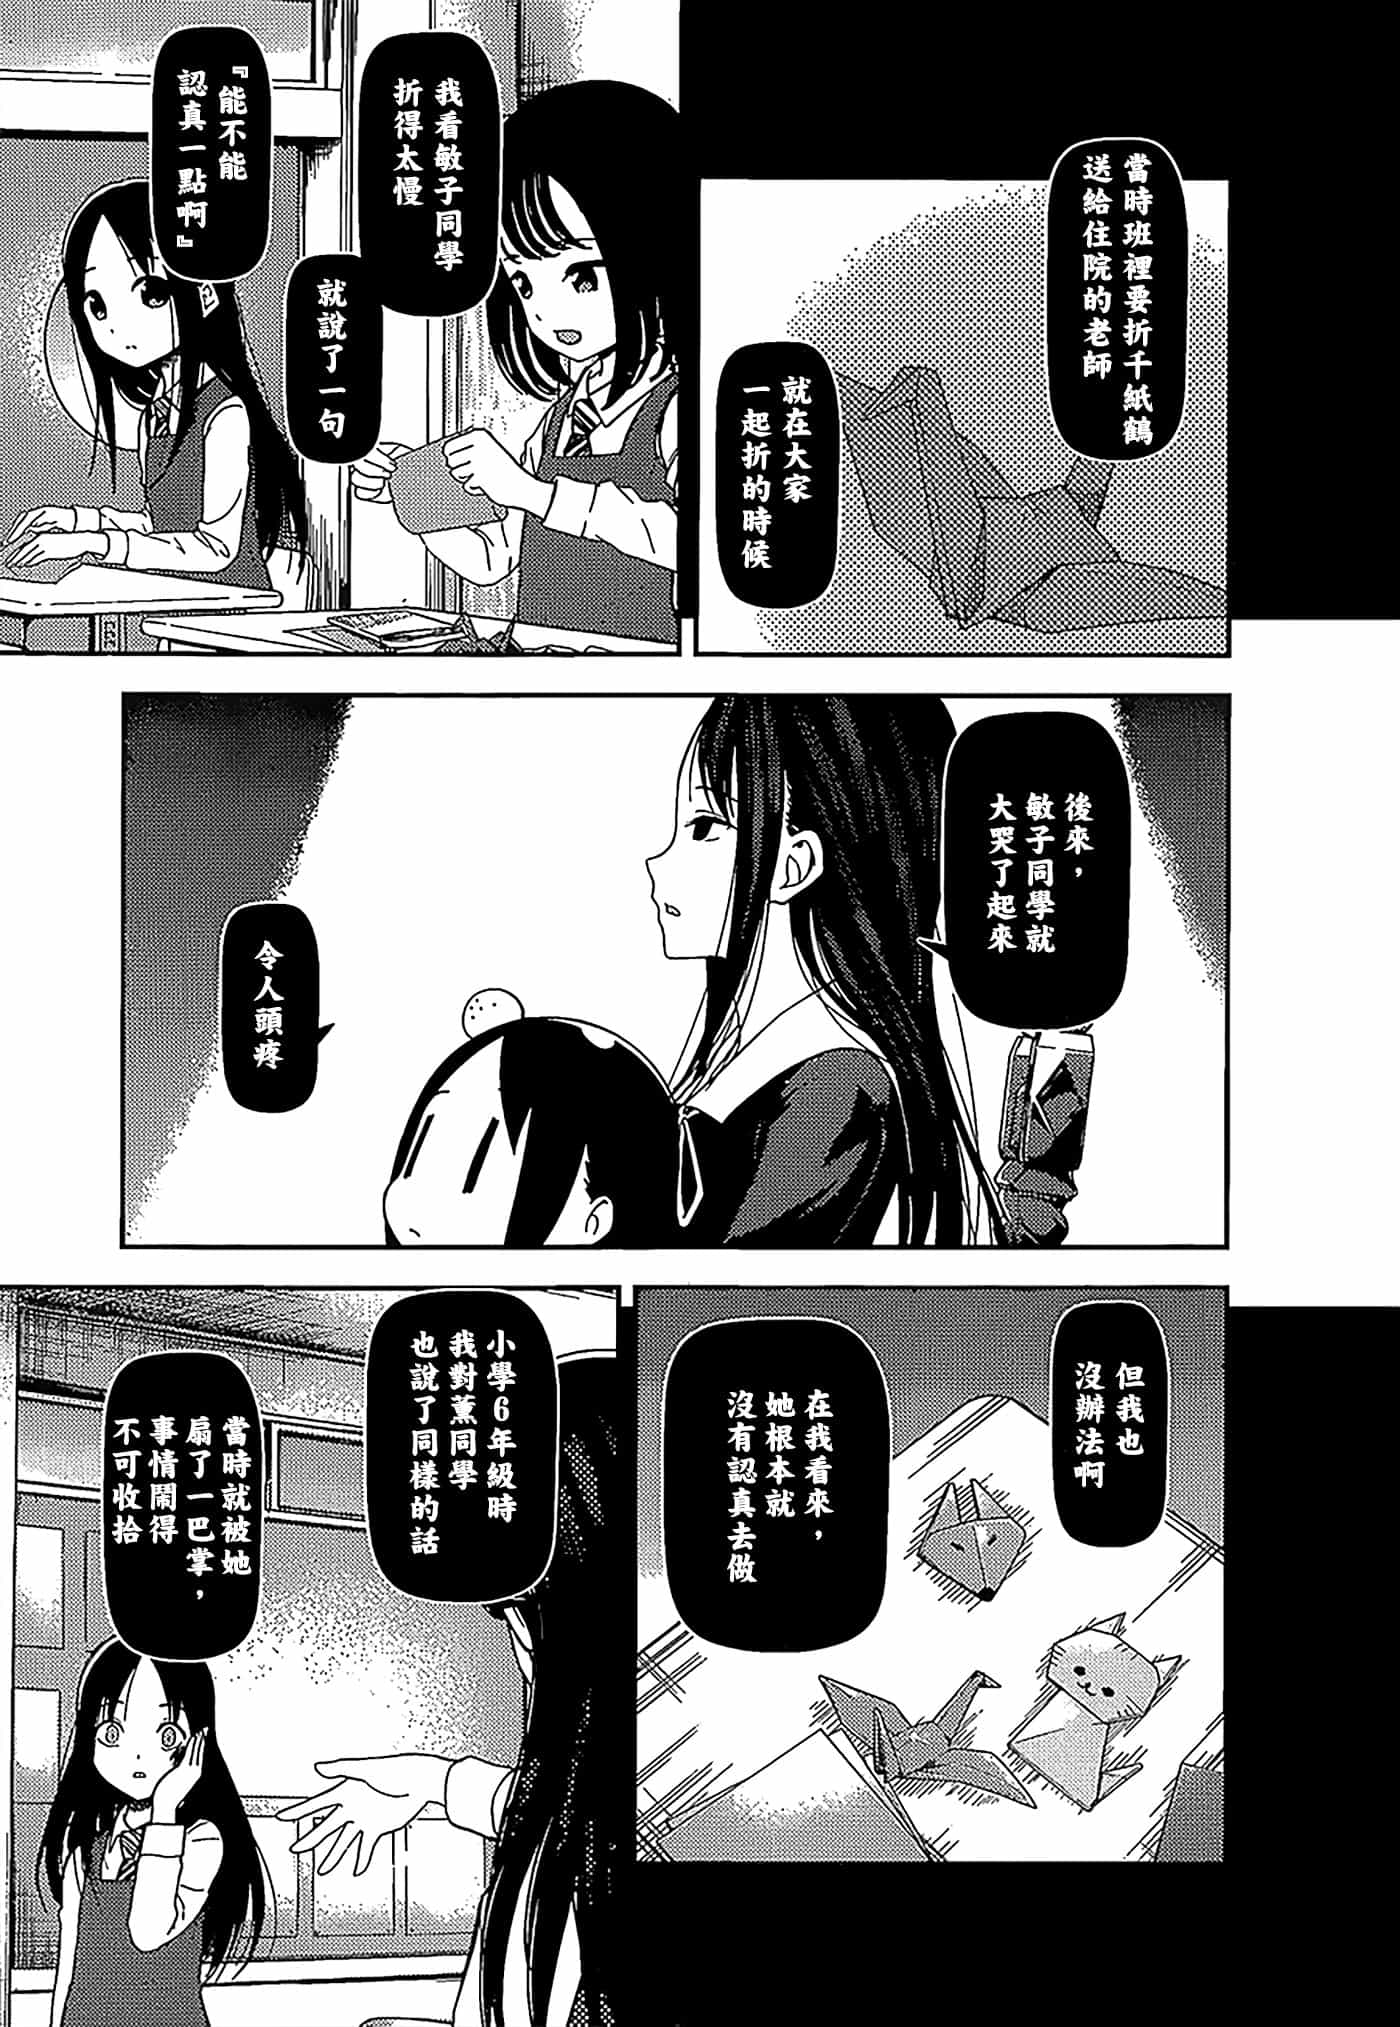 當時班裡要折千紙鶴
送給住院的老師
就在大家
一起折的時候
我看敏子同學
折得太慢
就說了一句
『能不能
認真一點啊』
後來，
敏子同學就
大哭了起來
令人頭疼
但我也
沒辦法啊
在我看來，
她根本就
沒有認真去做
小學6年級時
我對薰同學
也說了同樣的話
當時就被她
扇了一巴掌，
事情鬧得
不可收拾